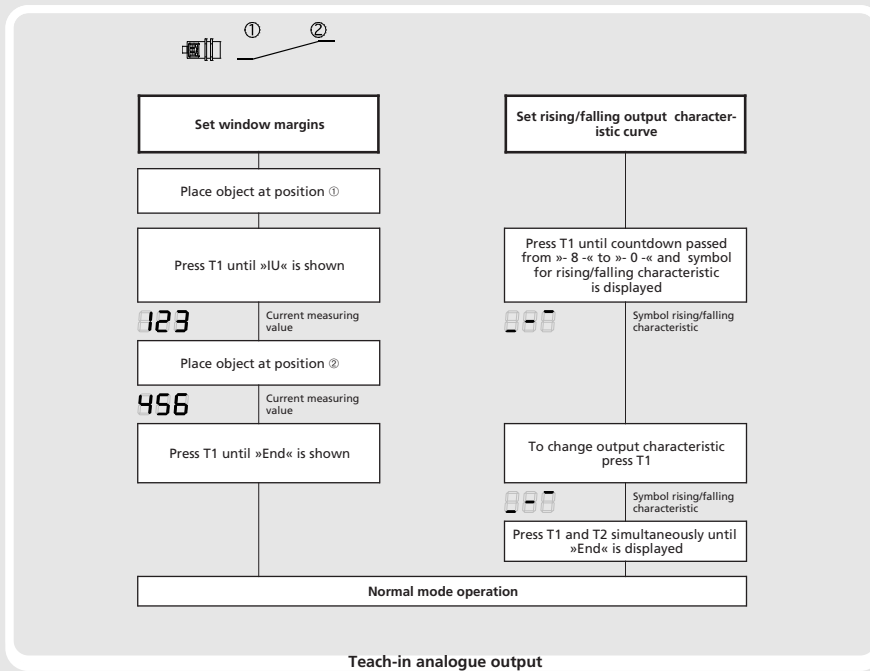 ① ②
Set window margins
Place object at position ①
Press T1 until »IU« is shown
123
Current measuring
value
Place object at position ②
456
Current measuring
value
Press T1 until »End« is shown
Set rising/falling output character-
istic curve
Press T1 until countdown passed
from »- 8 -« to »- 0 -« and symbol
for rising/falling characteristic
is displayed
Symbol rising/falling
characteristic
To change output characteristic
press T1
Symbol rising/falling
characteristic
Press T1 and T2 simultaneously until
»End« is displayed
Normal mode operation
Teach-in analogue output